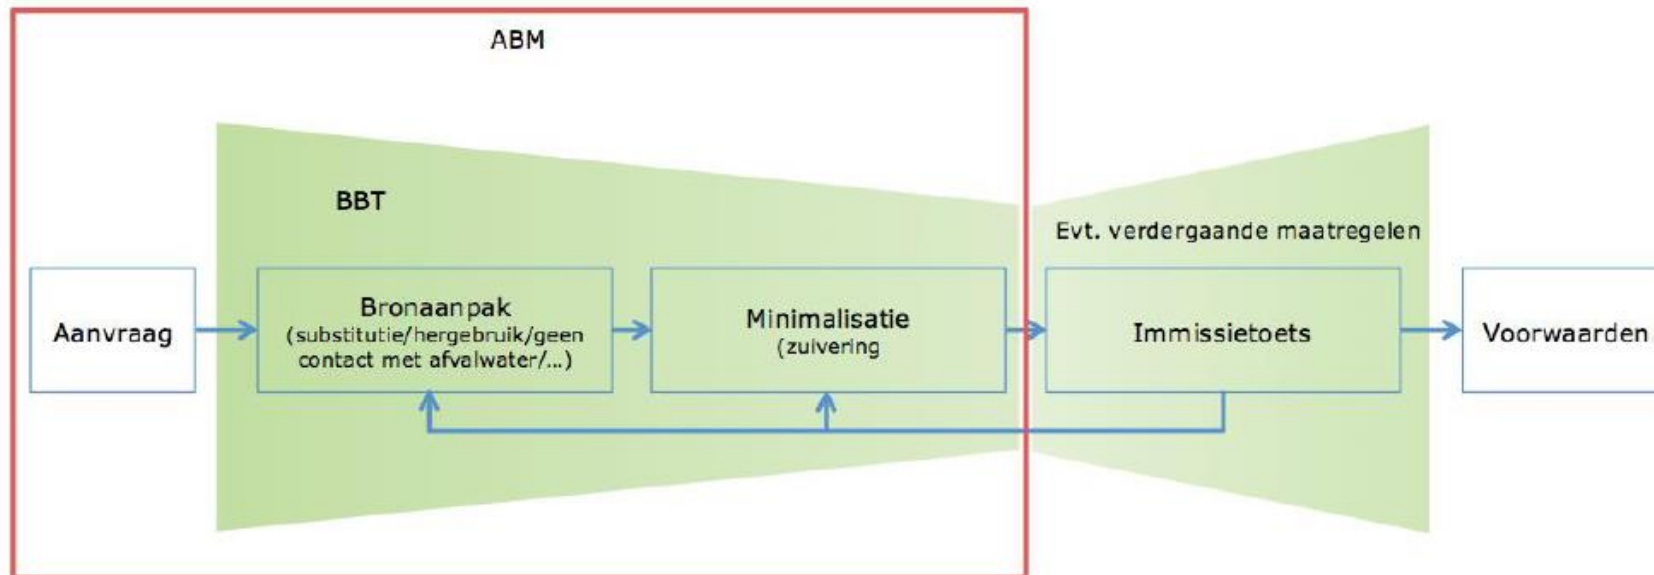 ABM
BBT
Evt. verdergaande maatregelen
Aanvraag
Bronaanpak
(substitutie/hergebruik/geen
contact met afvalwater/...)
Minimalisatie
(zuivering
Immissietoets
Voorwaarden